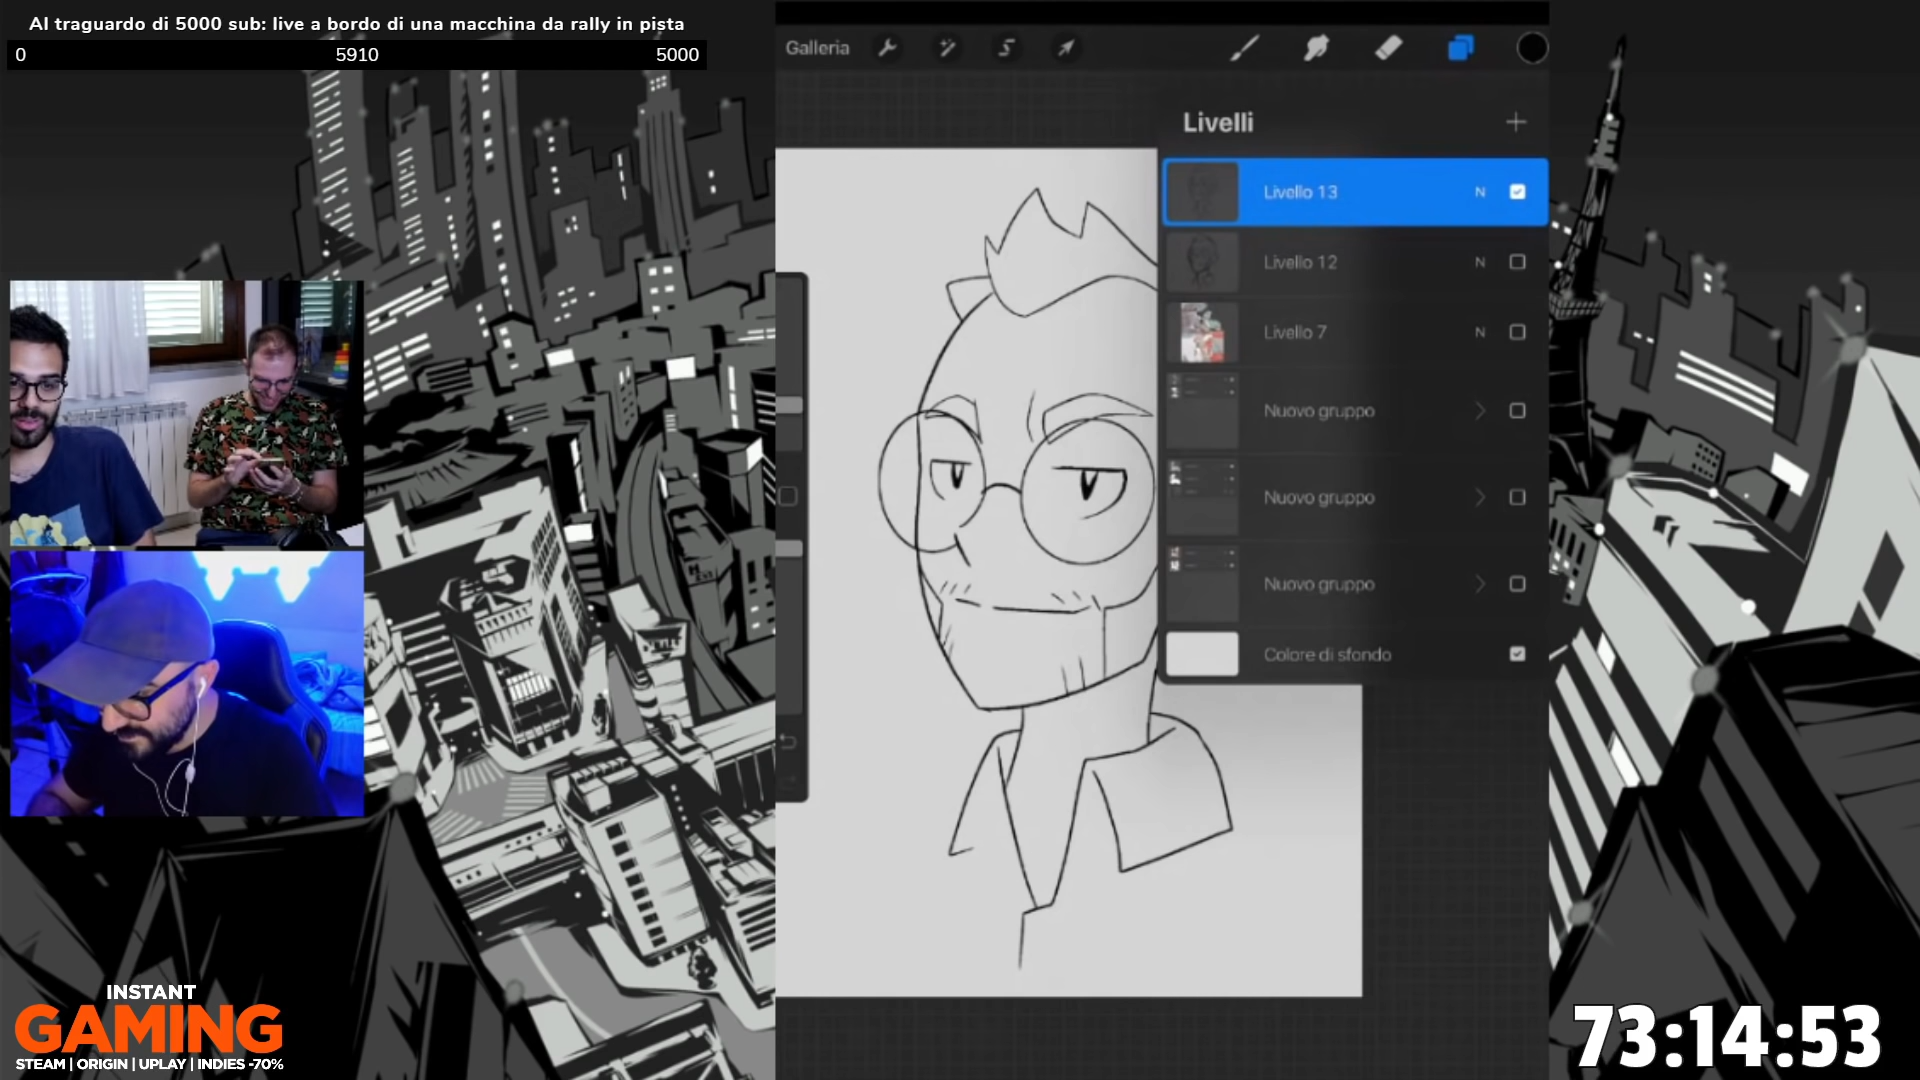 Al traguardo di 5000 sub: live a bordo di una macchina da rally in pista
0 5910 5000
Galleria
Livelli
Livello 13 N
Livello 12 N
Livello 7 N
Nuovo gruppo
Nuovo gruppo
Nuovo gruppo
Colore di sfondo
INSTANT
GAMING
STEAM | ORIGIN | UPLAY | INDIES -70%
73:14:53